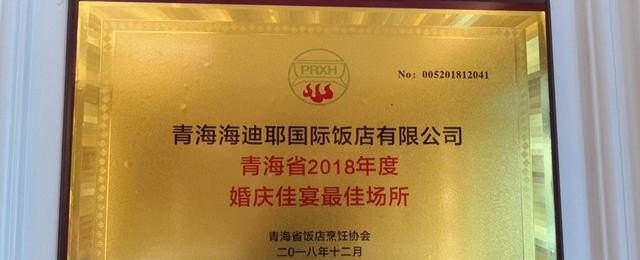 PRXH
No: 005201812041
青海海迪耶国际饭店有限公司
青海省2018年度
婚庆佳宴最佳场所
青海省饭店烹饪协会
二〇一八年十二月